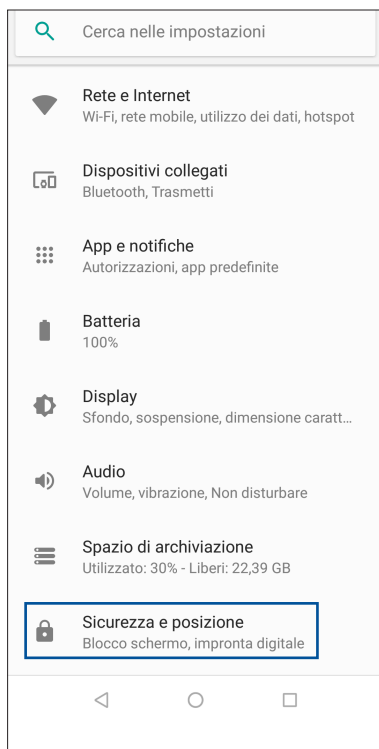 Cerca nelle impostazioni
Rete e Internet
Wi-Fi, rete mobile, utilizzo dei dati, hotspot
Dispositivi collegati
Bluetooth, Trasmetti
App e notifiche
Autorizzazioni, app predefinite
Batteria
100%
Display
Sfondo, sospensione, dimensione caratt...
Audio
Volume, vibrazione, Non disturbare
Spazio di archiviazione
Utilizzato: 30% - Liberi: 22,39 GB
Sicurezza e posizione
Blocco schermo, impronta digitale